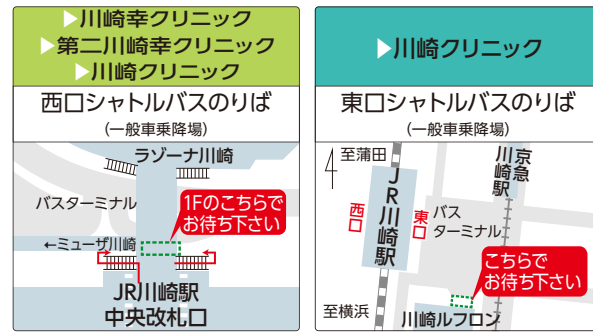 ▶川崎幸クリニック
▶第二川崎幸クリニック
▶川崎クリニック
西口シャトルバスのりば
(一般車乗降場)
ラゾーナ川崎
バスターミナル
1Fのこちらで
お待ち下さい
←ミューザ川崎
JR川崎駅
中央改札口
▶川崎クリニック
東口シャトルバスのりば
(一般車乗降場)
至蒲田
京急
川崎駅
JR川崎駅
西口
東口
バス
ターミナル
こちらで
お待ち下さい
至横浜
川崎ルフロン